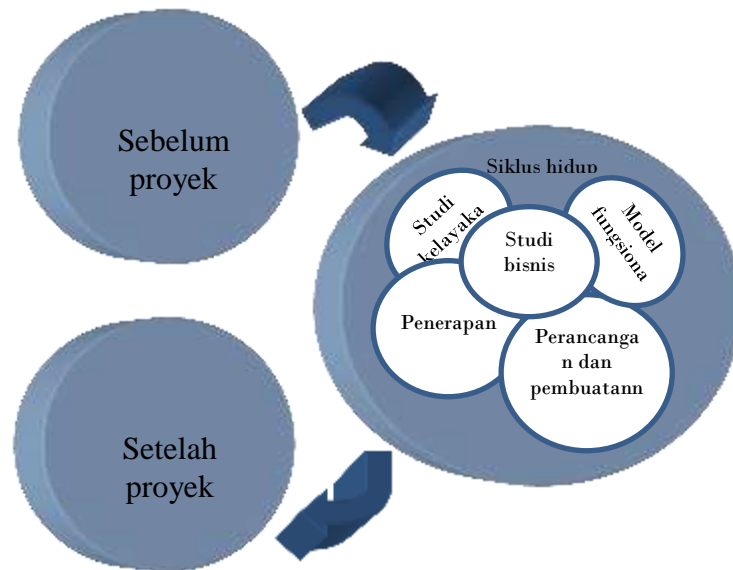 Sebelum
proyek
Siklus hidup
Studi
kelayaka
Studi
bisnis
Model
fungsiona
Penerapan
Perancanga
n dan
pembuatann
Setelah
proyek